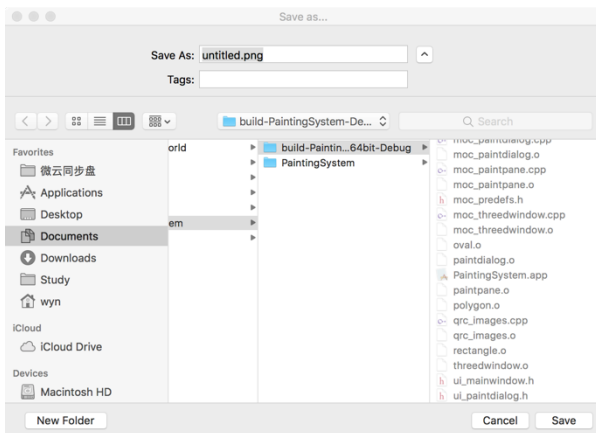 Save as...
Save As: untitled.png
Tags:
build-PaintingSystem-De...
Search
Favorites
微云同步盘
Applications
Desktop
Documents
Downloads
Study
wyn
iCloud
iCloud Drive
Devices
Macintosh HD
orld
em
build-Paintin...64bit-Debug
PaintingSystem
moc_paintdialog.cpp
moc_paintdialog.o
moc_paintpane.cpp
moc_paintpane.o
moc_predefs.h
moc_threedwindow.cpp
moc_threedwindow.o
oval.o
paintdialog.o
PaintingSystem.app
paintpane.o
polygon.o
qrc_images.cpp
qrc_images.o
rectangle.o
threedwindow.o
ui_mainwindow.h
ui_paintdialog.h
New Folder
Cancel
Save